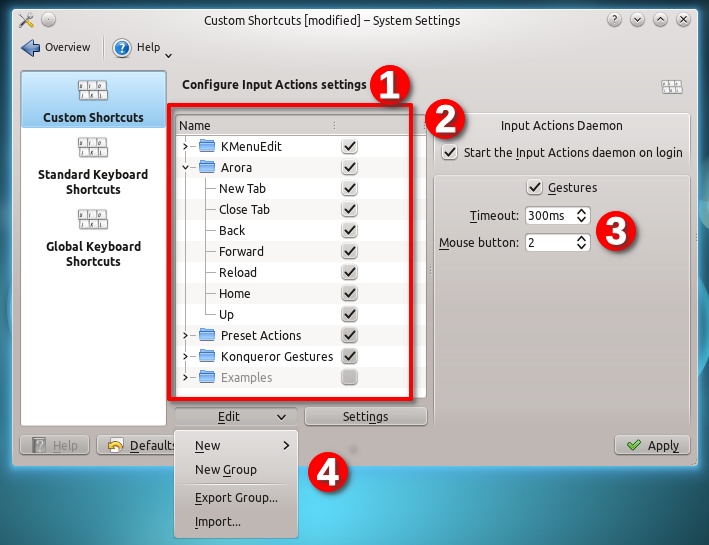 Custom Shortcuts [modified] – System Settings
Overview
Help
Custom Shortcuts
Standard Keyboard
Shortcuts
Global Keyboard
Shortcuts
Configure Input Actions settings
1
Name
KMenuEdit
Arora
New Tab
Close Tab
Back
Forward
Reload
Home
Up
Preset Actions
Konqueror Gestures
Examples
2
Input Actions Daemon
Start the Input Actions daemon on login
Gestures
Timeout: 300ms
Mouse button: 2
3
Edit
Settings
Help
Defaults
Apply
New
New Group
Export Group...
Import...
4